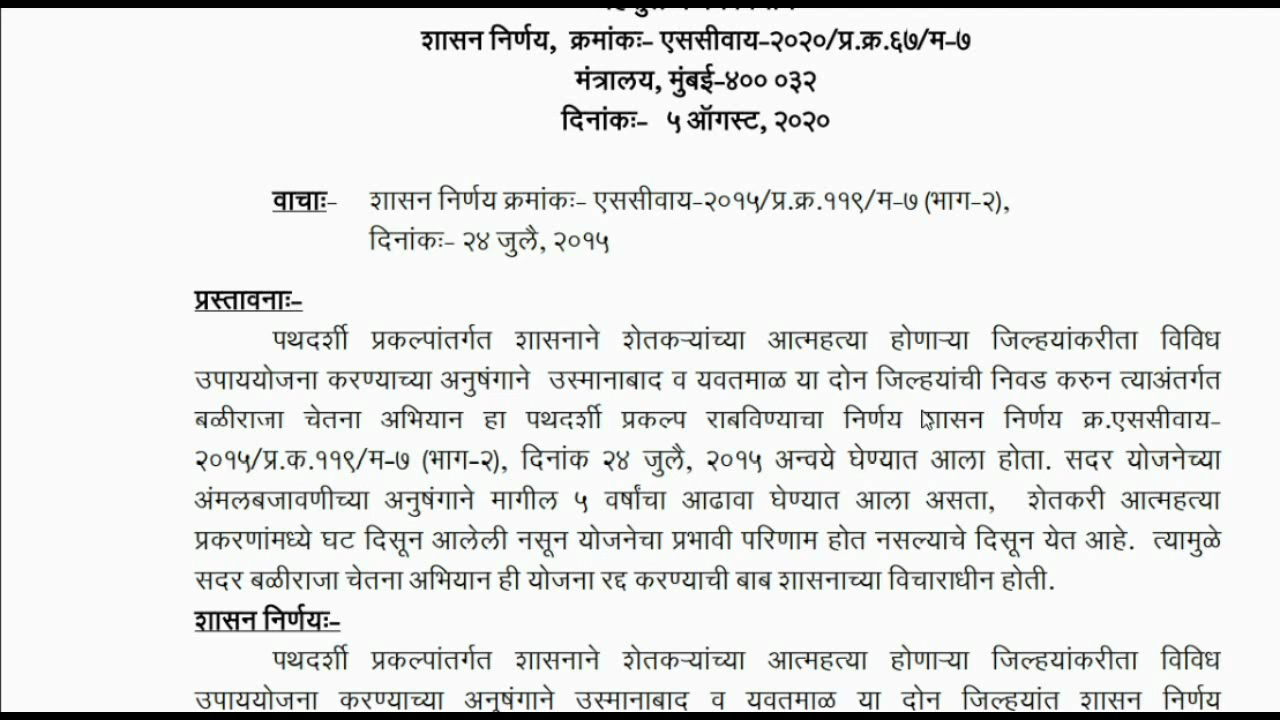 शासन निर्णय, क्रमांकः- एससीवाय-२०२०/प्र.क्र.६७/म-७
मंत्रालय, मुंबई-४०० ०३२
दिनांकः- ५ ऑगस्ट, २०२०
वाचाः- शासन निर्णय क्रमांकः- एससीवाय-२०१५/प्र.क्र.११९/म-७ (भाग-२),
दिनांकः- २४ जुलै, २०१५
प्रस्तावनाः-
पथदर्शी प्रकल्पांतर्गत शासनाने शेतकऱ्यांच्या आत्महत्या होणाऱ्या जिल्हयांकरीता विविध
उपाययोजना करण्याच्या अनुषंगाने उस्मानाबाद व यवतमाळ या दोन जिल्हयांची निवड करुन त्याअंतर्गत
बळीराजा चेतना अभियान हा पथदर्शी प्रकल्प राबविण्याचा निर्णय शासन निर्णय क्र.एससीवाय-
२०१५/प्र.क.११९/म-७ (भाग-२), दिनांक २४ जुलै, २०१५ अन्वये घेण्यात आला होता. सदर योजनेच्या
अंमलबजावणीच्या अनुषंगाने मागील ५ वर्षांचा आढावा घेण्यात आला असता, शेतकरी आत्महत्या
प्रकरणांमध्ये घट दिसून आलेली नसून योजनेचा प्रभावी परिणाम होत नसल्याचे दिसून येत आहे. त्यामुळे
सदर बळीराजा चेतना अभियान ही योजना रद्द करण्याची बाब शासनाच्या विचाराधीन होती.
शासन निर्णयः-
पथदर्शी प्रकल्पांतर्गत शासनाने शेतकऱ्यांच्या आत्महत्या होणाऱ्या जिल्हयांकरीता विविध
उपाययोजना करण्याच्या अनुषंगाने उस्मानाबाद व यवतमाळ या दोन जिल्हयांत शासन निर्णय